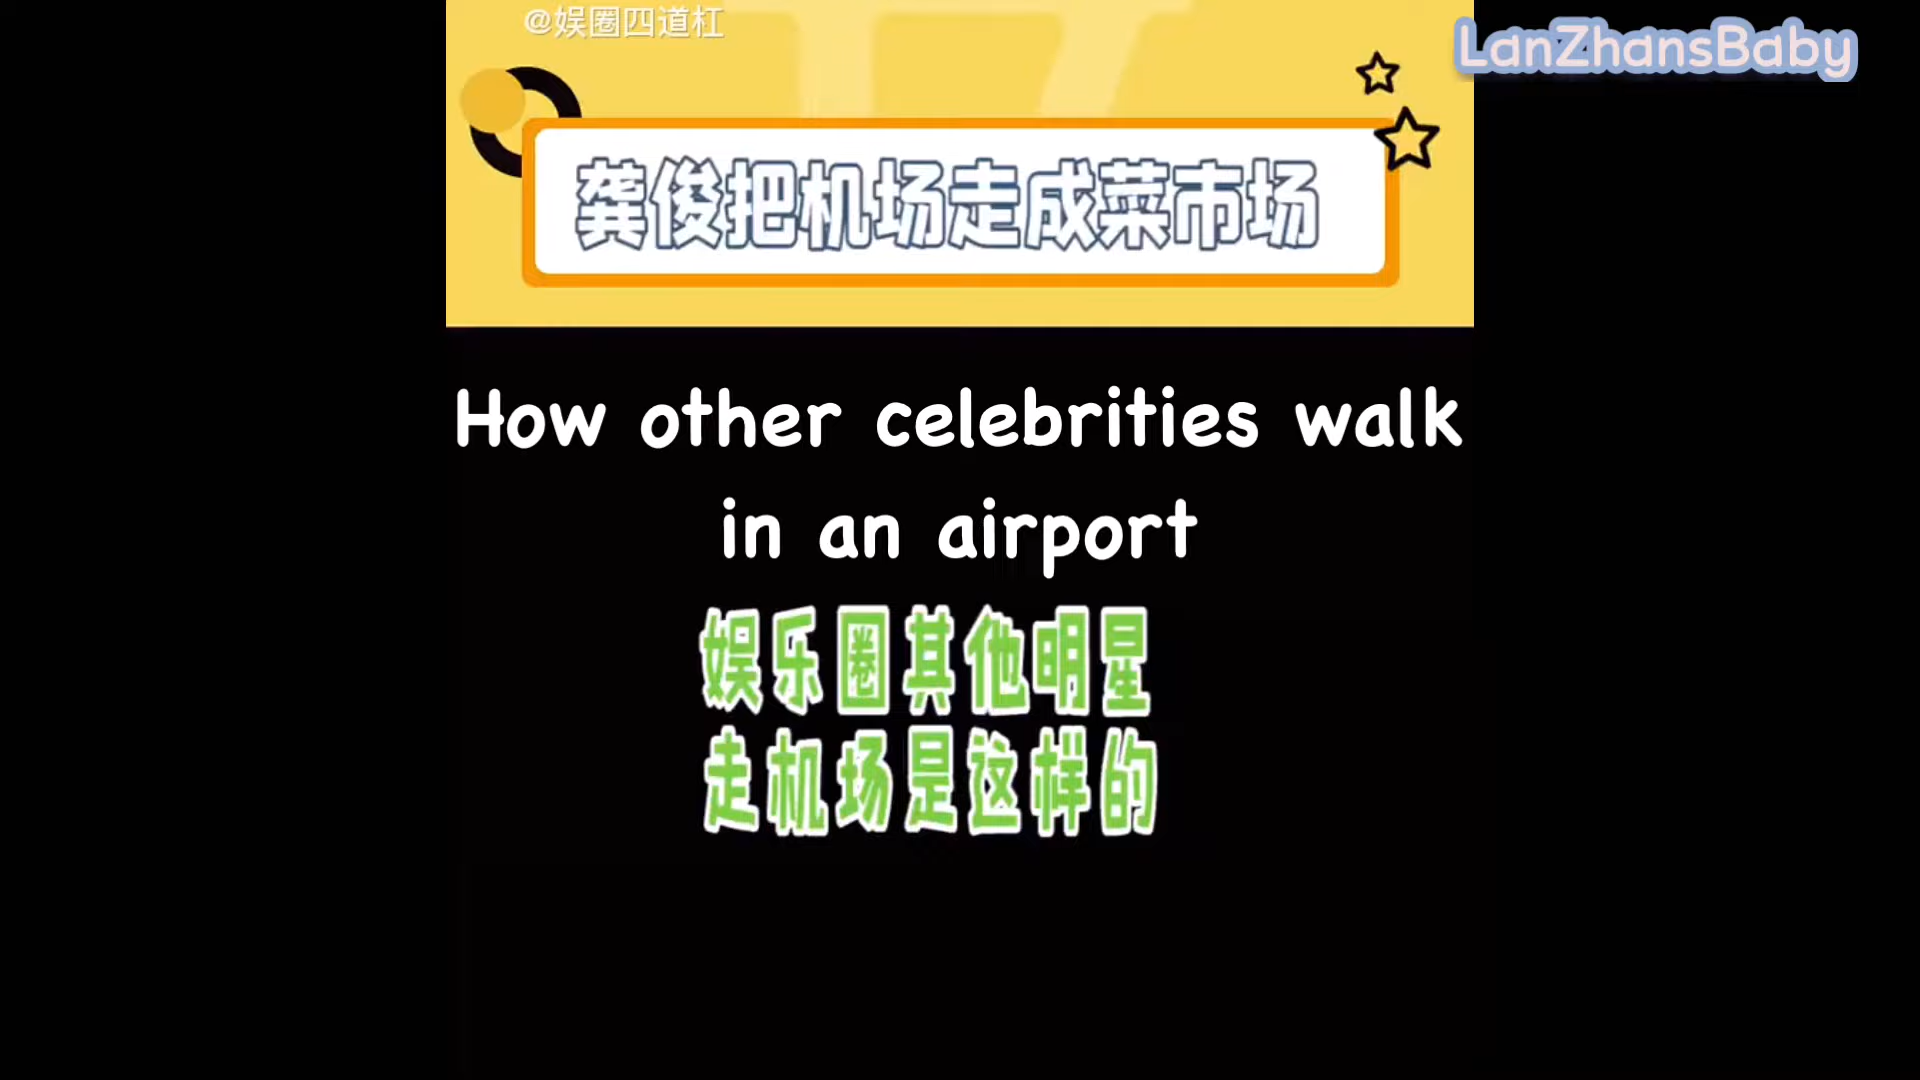 @娱圈四道杠
LanZhansBaby
龚俊把机场走成菜市场
How other celebrities walk
in an airport
娱乐圈其他明星
走机场是这样的